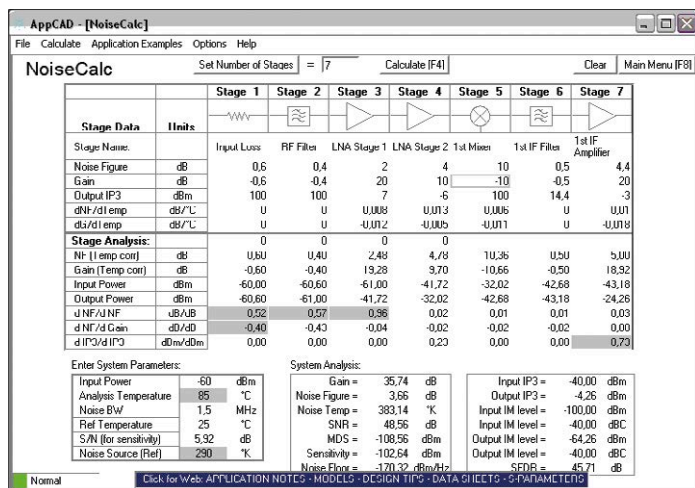 AppCAD - [NoiseCalc]
File Calculate Application Examples Options Help
NoiseCalc Set Number of Stages = 7 Calculate [F4] Clear Main Menu [F8]
Stage 1 Stage 2 Stage 3 Stage 4 Stage 5 Stage 6 Stage 7
Stage Data Units
Stage Name: Input Loss RF Filter LNA Stage 1 LNA Stage 2 1st Mixer 1st IF Filter 1st IF Amplifier
Noise Figure dB 0,6 0,4 2 4 10 0,5 4,4
Gain dB -0,6 -0,4 20 10 -10 -0,5 20
Output IP3 dBm 100 100 7 -6 100 14,4 -3
dNF/dTemp dB/°C 0 0 0,008 0,013 0,006 0 0,01
dG/dTemp dB/°C 0 0 -0,012 -0,005 -0,011 0 -0,018
Stage Analysis: 0 0 0 0
NF (Temp corr) dB 0,60 0,40 2,48 4,78 10,36 0,50 5,00
Gain (Temp corr) dB -0,60 -0,40 19,28 9,70 -10,66 -0,50 18,92
Input Power dBm -60,00 -60,60 -61,00 -41,72 -32,02 -42,68 -43,18
Output Power dBm -60,60 -61,00 -41,72 -32,02 -42,68 -43,18 -24,26
d NF/d NF dB/dB 0,52 0,57 0,96 0,02 0,01 0,01 0,03
d NF/d Gain dB/dB -0,40 -0,43 -0,04 -0,02 -0,02 -0,02 0,00
d IP3/d IP3 dBm/dBm 0,00 0,00 0,00 0,23 0,00 0,00 0,73
Enter System Parameters: System Analysis:
Input Power -60 dBm Gain = 35,74 dB Input IP3 = -40,00 dBm
Analysis Temperature 85 °C Noise Figure = 3,66 dB Output IP3 = -4,26 dBm
Noise BW 1,5 MHz Noise Temp = 383,14 °K Input IM level = -100,00 dBm
Ref Temperature 25 °C SNR = 48,56 dB Input IM level = -40,00 dBC
S/N (for sensitivity) 5,92 dB MDS = -108,56 dBm Output IM level = -64,26 dBm
Noise Source (Ref) 290 °K Sensitivity = -102,64 dBm Output IM level = -40,00 dBC
Noise Floor = -170,32 dBm/Hz SFDR = 45,71 dB
Normal Click for Web: APPLICATION NOTES - MODELS - DESIGN TIPS - DATA SHEETS - S-PARAMETERS